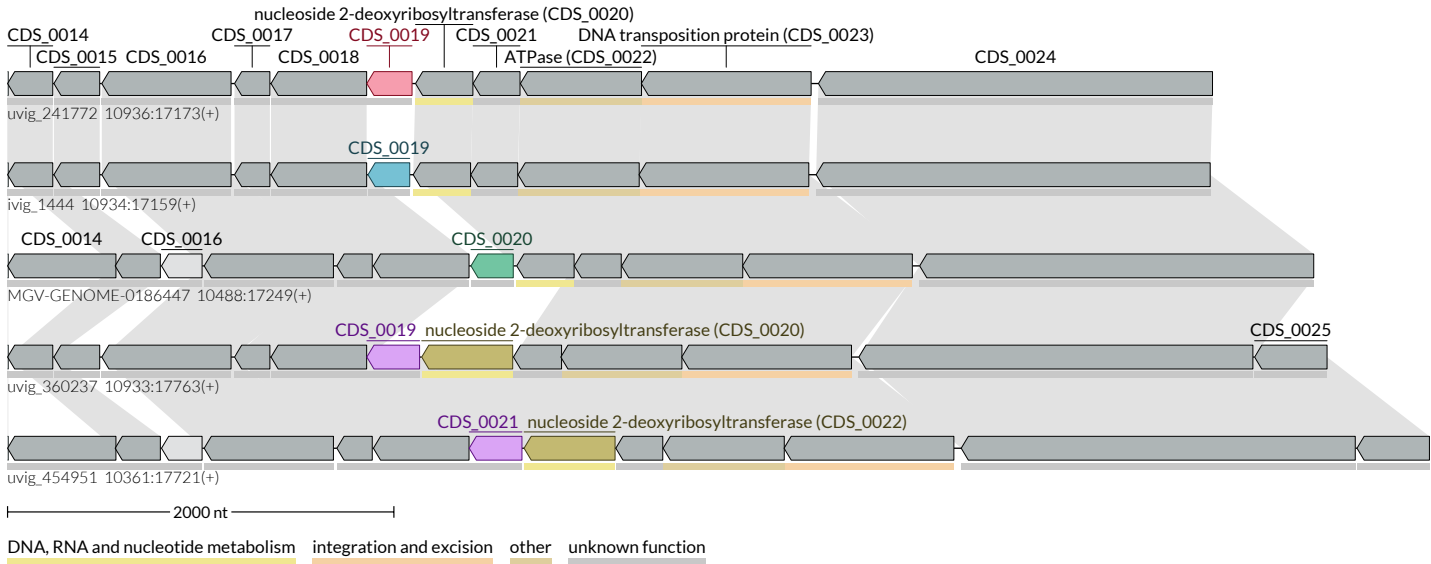 nucleoside 2-deoxyribosyltransferase (CDS_0020)
CDS_0014 CDS_0017 CDS_0019 CDS_0021 DNA transposition protein (CDS_0023)
CDS_0015 CDS_0016 CDS_0018 ATPase (CDS_0022) CDS_0024
uvig_241772 10936:17173(+)
CDS_0019
ivig_1444 10934:17159(+)
CDS_0014 CDS_0016 CDS_0020
MGV-GENOME-0186447 10488:17249(+)
CDS_0019 nucleoside 2-deoxyribosyltransferase (CDS_0020) CDS_0025
uvig_360237 10933:17763(+)
CDS_0021 nucleoside 2-deoxyribosyltransferase (CDS_0022)
uvig_454951 10361:17721(+)
2000 nt
DNA, RNA and nucleotide metabolism integration and excision other unknown function